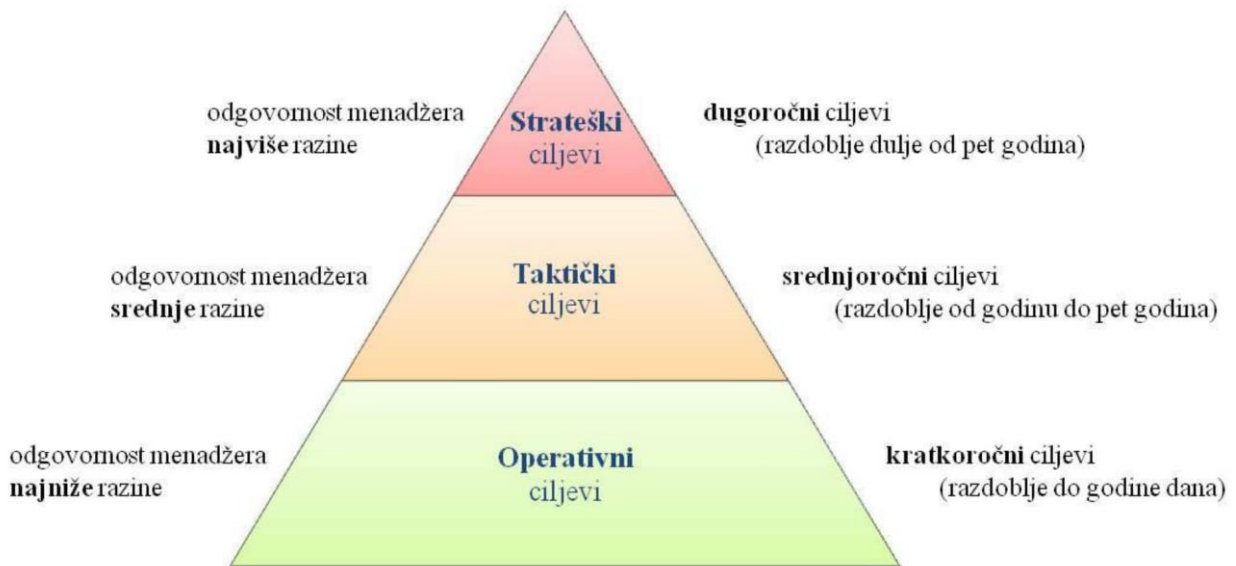 odgovornost menadžera
najviše razine
Strateški
ciljevi
dugoročni ciljevi
(razdoblje dulje od pet godina)
odgovornost menadžera
srednje razine
Taktički
ciljevi
srednjoročni ciljevi
(razdoblje od godinu do pet godina)
odgovornost menadžera
najniže razine
Operativni
ciljevi
kratkoročni ciljevi
(razdoblje do godine dana)